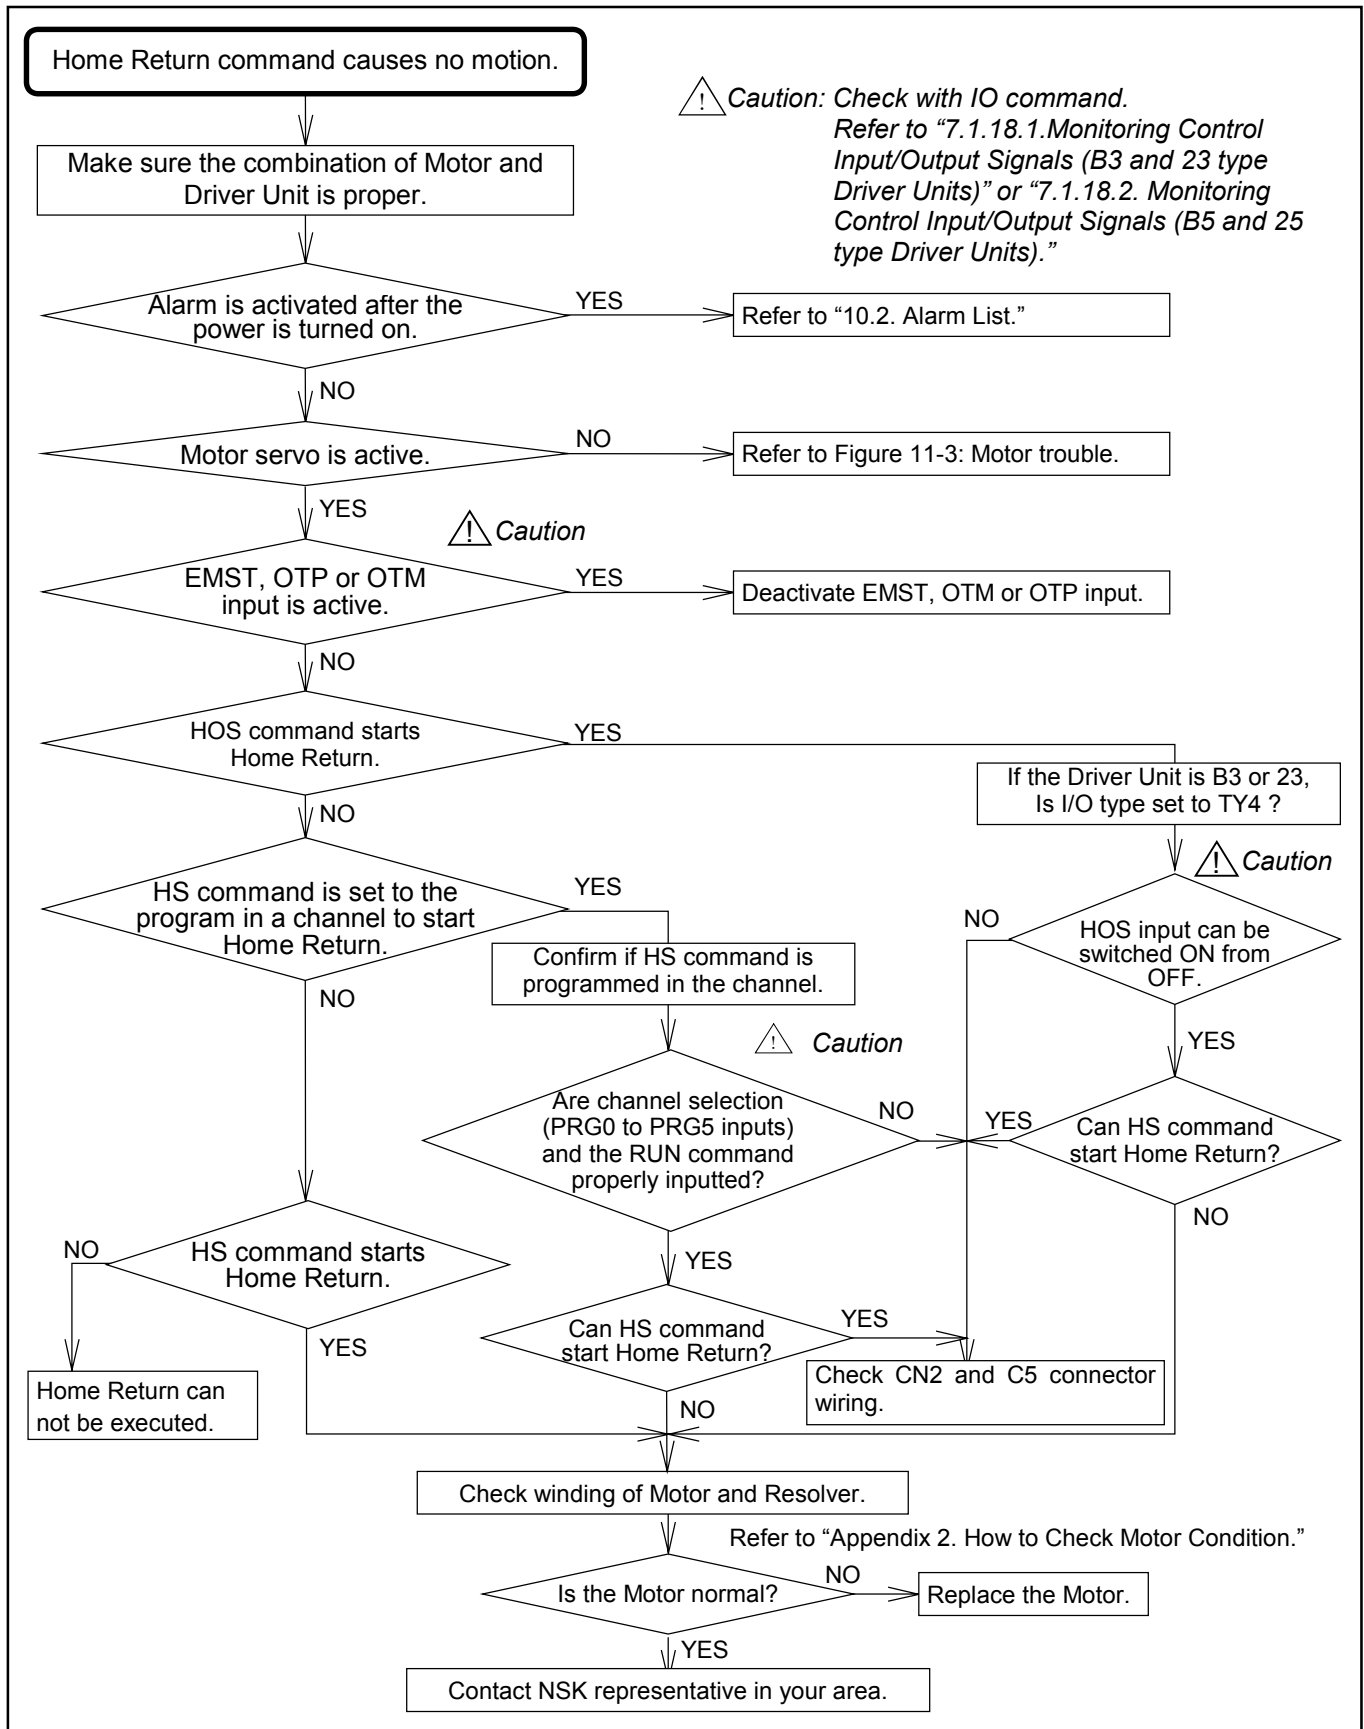 Home Return command causes no motion.
! Caution: Check with IO command.
Refer to “7.1.18.1.Monitoring Control
Input/Output Signals (B3 and 23 type
Driver Units)” or “7.1.18.2. Monitoring
Control Input/Output Signals (B5 and 25
type Driver Units).”
Make sure the combination of Motor and
Driver Unit is proper.
Alarm is activated after the
power is turned on.
YES
Refer to “10.2. Alarm List.”
NO
Motor servo is active.
NO
Refer to Figure 11-3: Motor trouble.
YES
! Caution
EMST, OTP or OTM
input is active.
YES
Deactivate EMST, OTM or OTP input.
NO
HOS command starts
Home Return.
YES
If the Driver Unit is B3 or 23,
Is I/O type set to TY4 ?
NO
! Caution
HS command is set to the
program in a channel to start
Home Return.
YES
NO
HOS input can be
switched ON from
OFF.
Confirm if HS command is
programmed in the channel.
NO
YES
! Caution
Are channel selection
(PRG0 to PRG5 inputs)
and the RUN command
properly inputted?
NO
YES
Can HS command
start Home Return?
NO
NO
HS command starts
Home Return.
YES
YES
Can HS command
start Home Return?
YES
Home Return can
not be executed.
Check CN2 and C5 connector
wiring.
NO
Check winding of Motor and Resolver.
Refer to “Appendix 2. How to Check Motor Condition.”
Is the Motor normal?
NO
Replace the Motor.
YES
Contact NSK representative in your area.